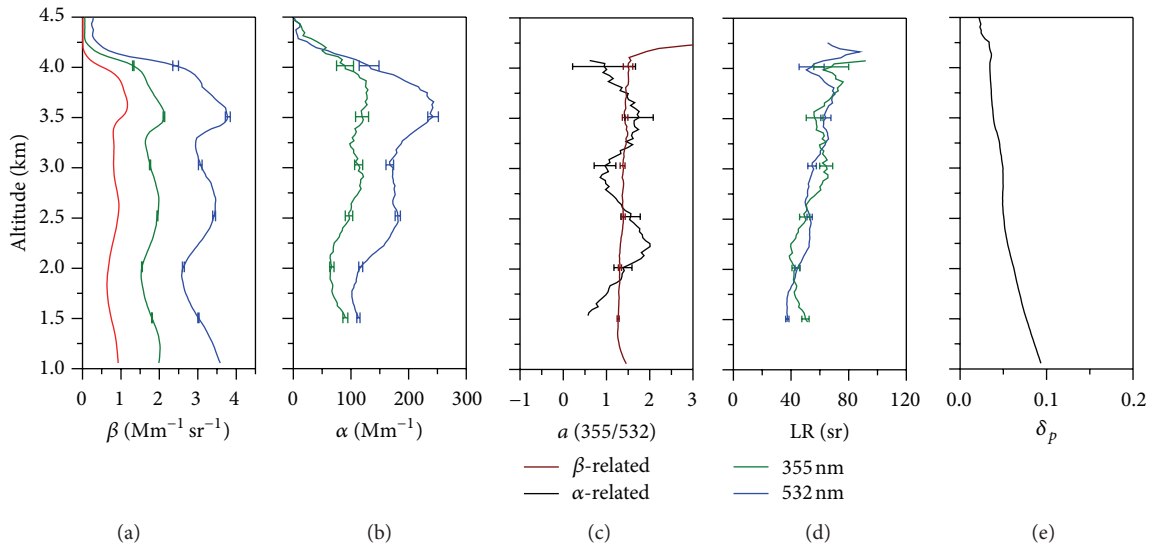 Altitude (km)
4.5
4.0
3.5
3.0
2.5
2.0
1.5
1.0
0 1 2 3 4
β (Mm⁻¹ sr⁻¹)
0 100 200 300
α (Mm⁻¹)
−1 0 1 2 3
a (355/532)
β-related
α-related
0 40 80 120
LR (sr)
355 nm
532 nm
0.0 0.1 0.2
δp
(a) (b) (c) (d) (e)